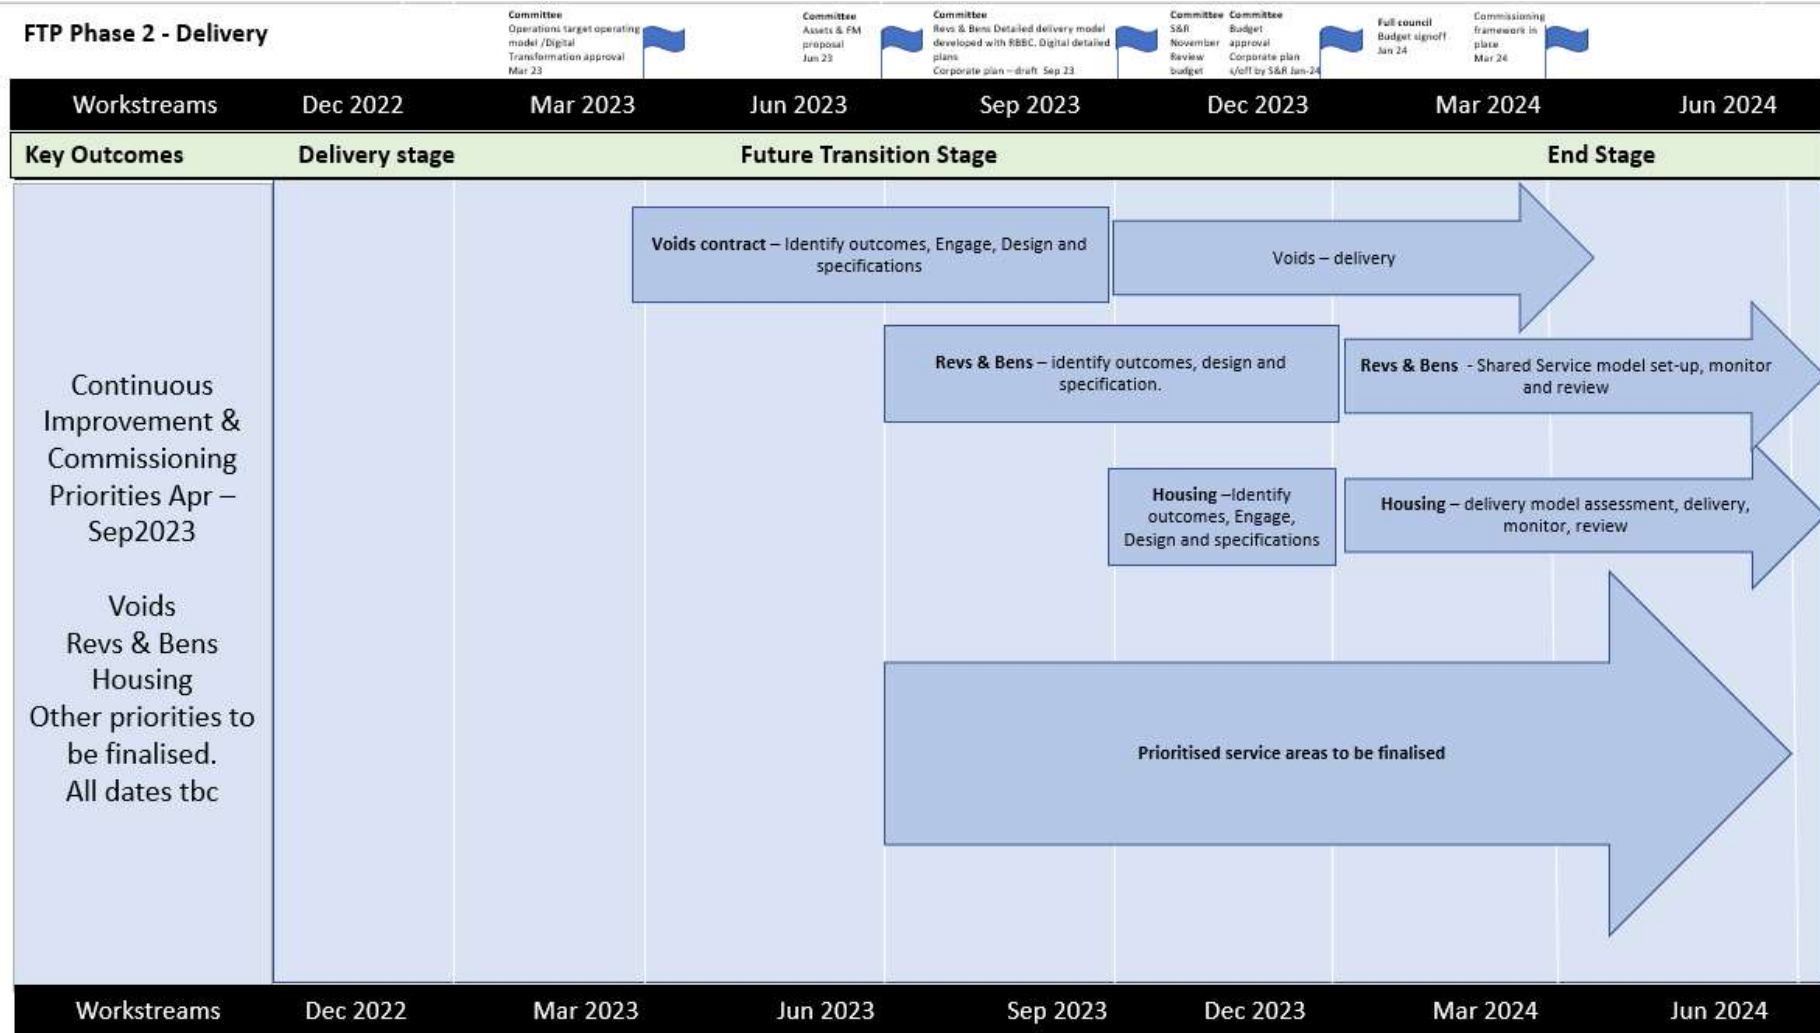 FTP Phase 2 - Delivery
Committee
Operations target operating
model /Digital
Transformation approval
Mar 23
Committee
Assets & FM
proposal
Jun 23
Committee
Revs & Bens Detailed delivery model
developed with RBBC. Digital detailed
plans
Corporate plan – draft Sep 23
Committee
S&R
November
Review
budget
Committee
Budget
approval
Corporate plan
s/off by S&R Jan-24
Full council
Budget signoff
Jan 24
Commissioning
framework in
place
Mar 24
Workstreams Dec 2022 Mar 2023 Jun 2023 Sep 2023 Dec 2023 Mar 2024 Jun 2024
Key Outcomes Delivery stage Future Transition Stage End Stage
Continuous
Improvement &
Commissioning
Priorities Apr –
Sep2023
Voids
Revs & Bens
Housing
Other priorities to
be finalised.
All dates tbc
Voids contract – Identify outcomes, Engage, Design and
specifications
Voids – delivery
Revs & Bens – identify outcomes, design and
specification.
Revs & Bens - Shared Service model set-up, monitor
and review
Housing –Identify
outcomes, Engage,
Design and specifications
Housing – delivery model assessment, delivery,
monitor, review
Prioritised service areas to be finalised
Workstreams Dec 2022 Mar 2023 Jun 2023 Sep 2023 Dec 2023 Mar 2024 Jun 2024